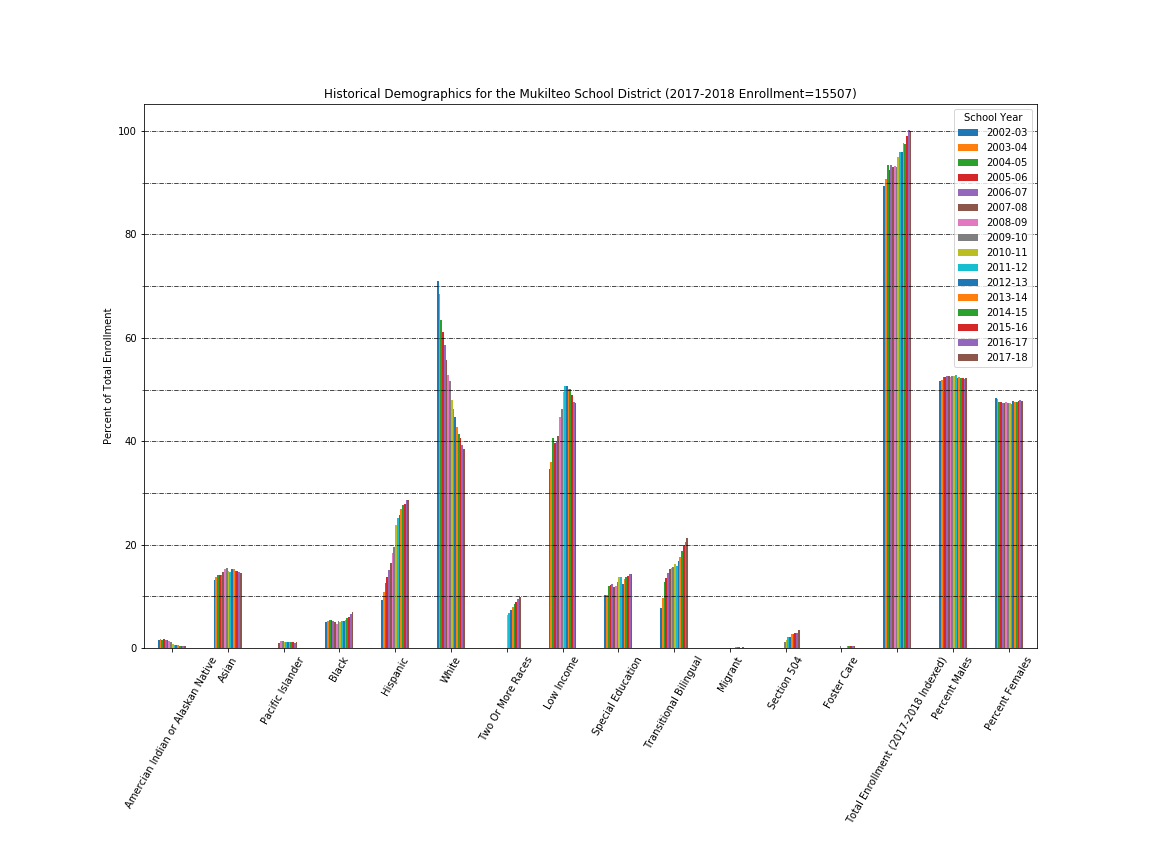 Historical Demographics for the Mukilteo School District (2017-2018 Enrollment=15507)
Percent of Total Enrollment
100
80
60
40
20
0
School Year
2002-03
2003-04
2004-05
2005-06
2006-07
2007-08
2008-09
2009-10
2010-11
2011-12
2012-13
2013-14
2014-15
2015-16
2016-17
2017-18
Amercian Indian or Alaskan Native
Asian
Pacific Islander
Black
Hispanic
White
Two Or More Races
Low Income
Special Education
Transitional Bilingual
Migrant
Section 504
Foster Care
Total Enrollment (2017-2018 Indexed)
Percent Males
Percent Females